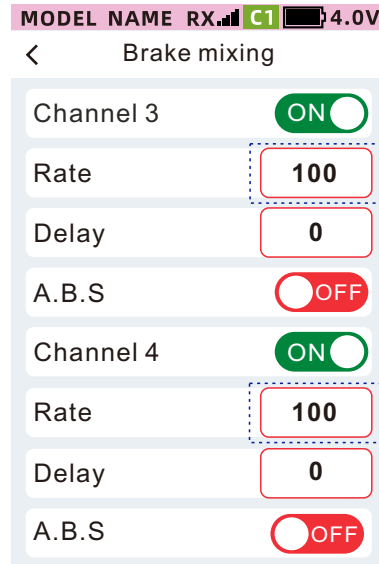 MODEL NAME RX C1 4.0V
< Brake mixing
Channel 3 ON
Rate 100
Delay 0
A.B.S OFF
Channel 4 ON
Rate 100
Delay 0
A.B.S OFF